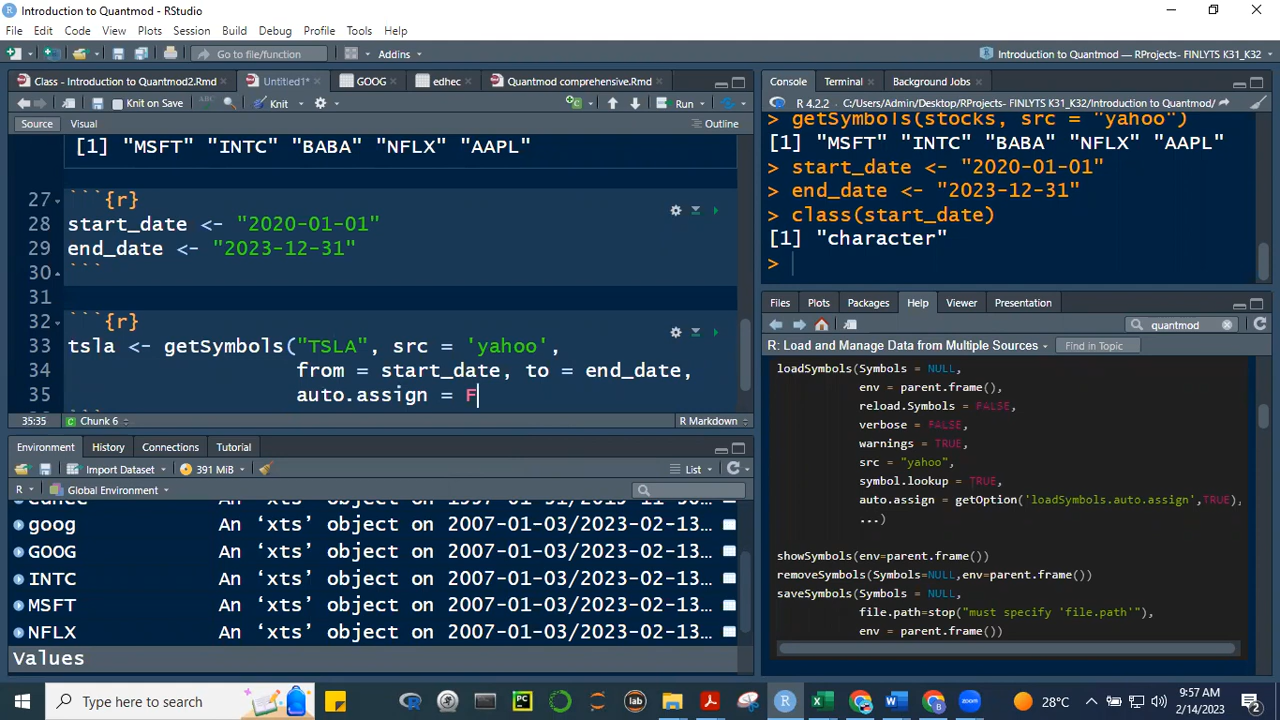 Introduction to Quantmod - RStudio
File Edit Code View Plots Session Build Debug Profile Tools Help
Go to file/function Addins Introduction to Quantmod — RProjects- FINLYTS K31_K32
Class - Introduction to Quantmod2.Rmd Untitled1* GOOG edhec Quantmod comprehensive.Rmd
Knit on Save ABC Knit Run
Source Visual Outline
[1] "MSFT" "INTC" "BABA" "NFLX" "AAPL"
27 ```{r}
28 start_date <- "2020-01-01"
29 end_date <- "2023-12-31"
30 ```
31
32 ```{r}
33 tsla <- getSymbols("TSLA", src = 'yahoo',
34 from = start_date, to = end_date,
35 auto.assign = F
35:35 Chunk 6 R Markdown
Environment History Connections Tutorial
Import Dataset 391 MiB List
R Global Environment
goog An ‘xts’ object on 2007-01-03/2023-02-13...
GOOG An ‘xts’ object on 2007-01-03/2023-02-13...
INTC An ‘xts’ object on 2007-01-03/2023-02-13...
MSFT An ‘xts’ object on 2007-01-03/2023-02-13...
NFLX An ‘xts’ object on 2007-01-03/2023-02-13...
Values
Console Terminal Background Jobs
R 4.2.2 . C:/Users/Admin/Desktop/RProjects- FINLYTS K31_K32/Introduction to Quantmod/
> getSymbols(stocks, src = "yahoo")
[1] "MSFT" "INTC" "BABA" "NFLX" "AAPL"
> start_date <- "2020-01-01"
> end_date <- "2023-12-31"
> class(start_date)
[1] "character"
>
Files Plots Packages Help Viewer Presentation
quantmod
R: Load and Manage Data from Multiple Sources Find in Topic
loadSymbols(Symbols = NULL,
env = parent.frame(),
reload.Symbols = FALSE,
verbose = FALSE,
warnings = TRUE,
src = "yahoo",
symbol.lookup = TRUE,
auto.assign = getOption('loadSymbols.auto.assign',TRUE),
...)
showSymbols(env=parent.frame())
removeSymbols(Symbols=NULL,env=parent.frame())
saveSymbols(Symbols = NULL,
file.path=stop("must specify 'file.path'"),
env = parent.frame())
Type here to search
PC
lab
zoom
28°C
9:57 AM
2/14/2023
2